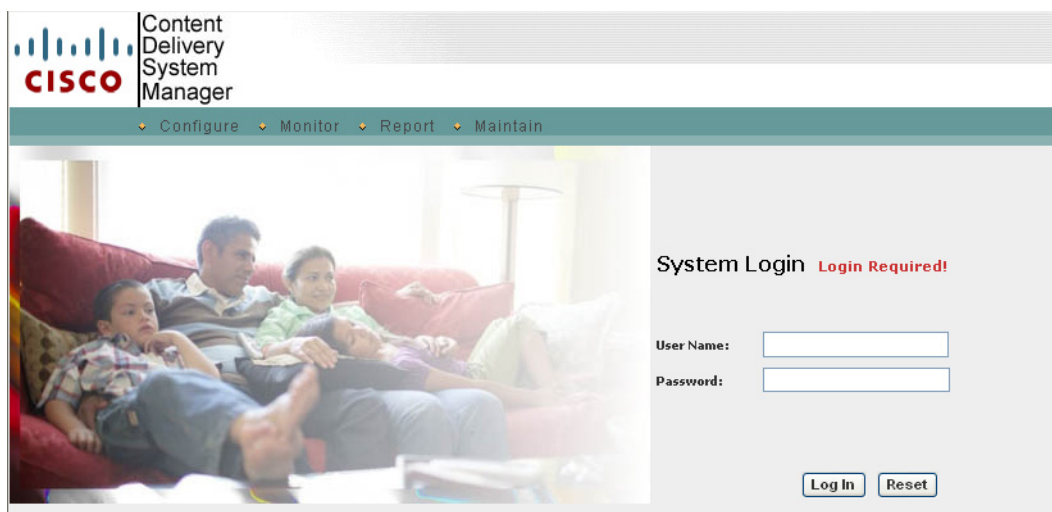 CISCO
Content
Delivery
System
Manager
Configure Monitor Report Maintain
System Login Login Required!
User Name:
Password:
Log In Reset